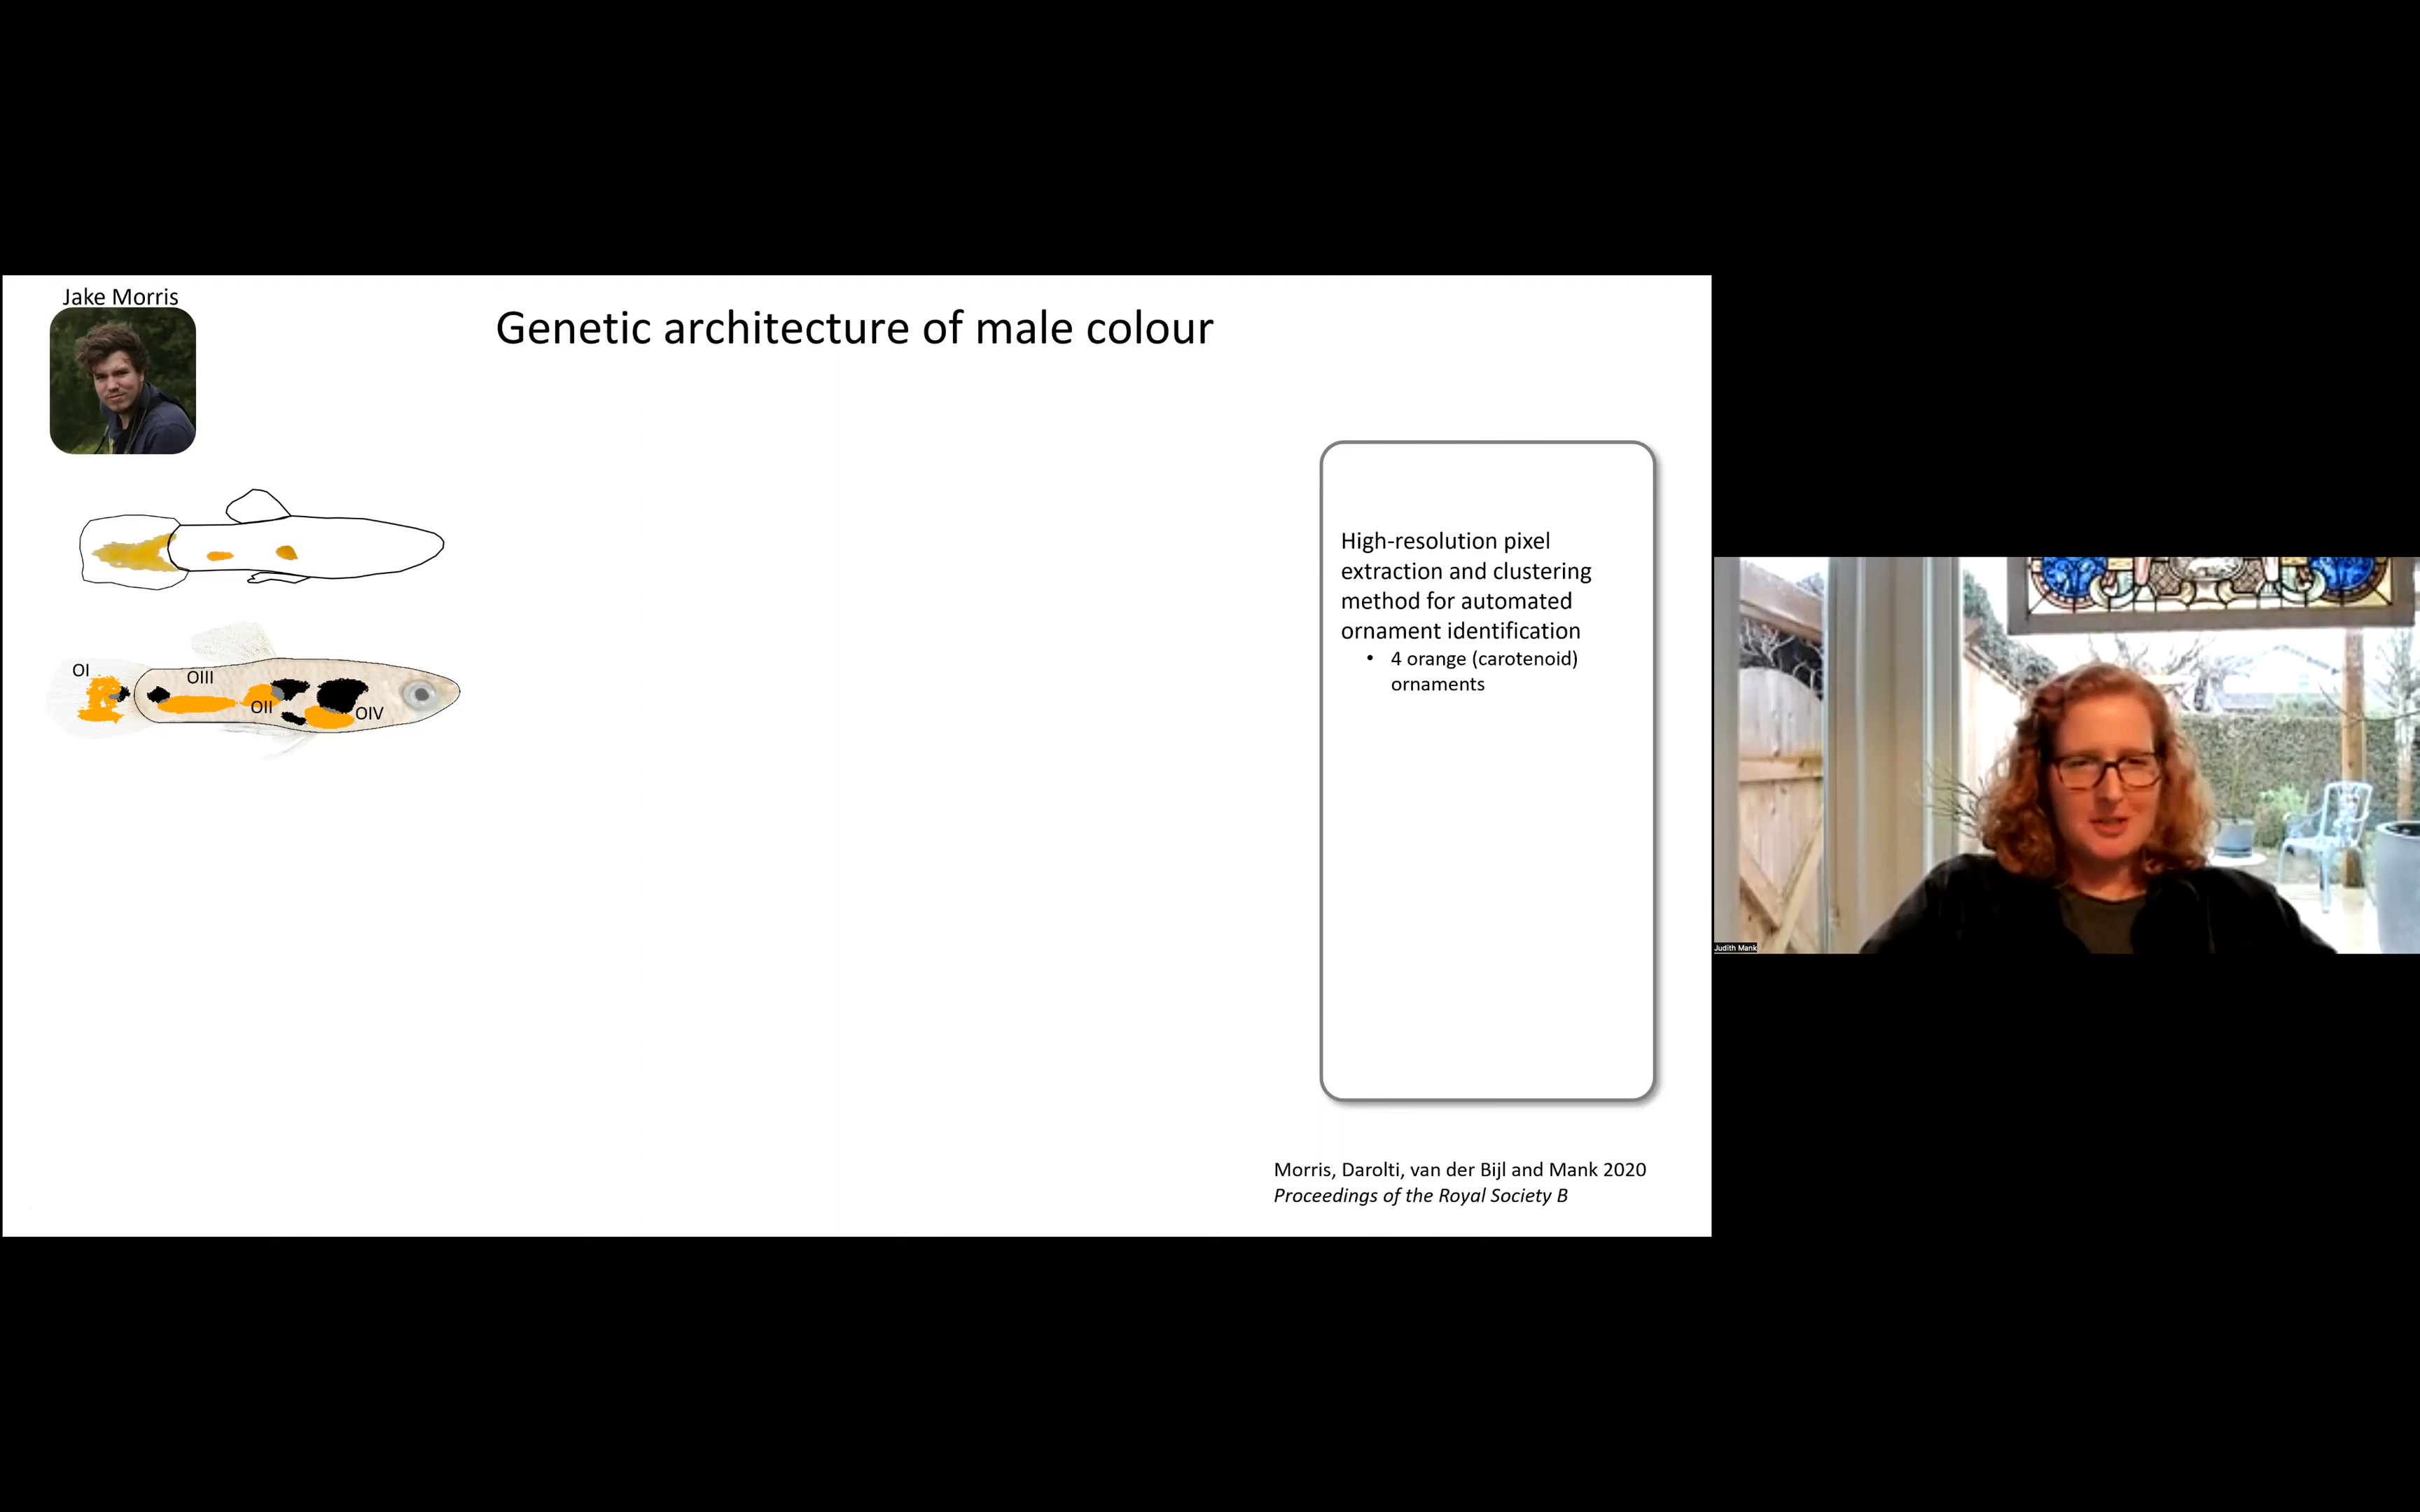 Jake Morris
Genetic architecture of male colour
High-resolution pixel
extraction and clustering
method for automated
ornament identification
• 4 orange (carotenoid)
ornaments
OI
OIII
OII
OIV
Morris, Darolti, van der Bijl and Mank 2020
Proceedings of the Royal Society B
Judith Mank